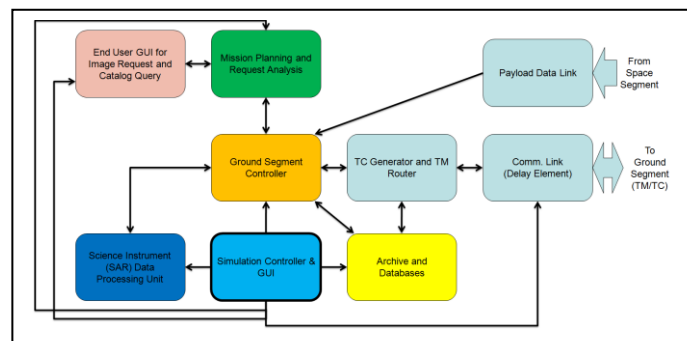 End User GUI for
Image Request and
Catalog Query
Mission Planning and
Request Analysis
Payload Data Link
From
Space
Segment
Ground Segment
Controller
TC Generator and TM
Router
Comm. Link
(Delay Element)
To
Ground
Segment
(TM/TC)
Science Instrument
(SAR) Data
Processing Unit
Simulation Controller &
GUI
Archive and
Databases